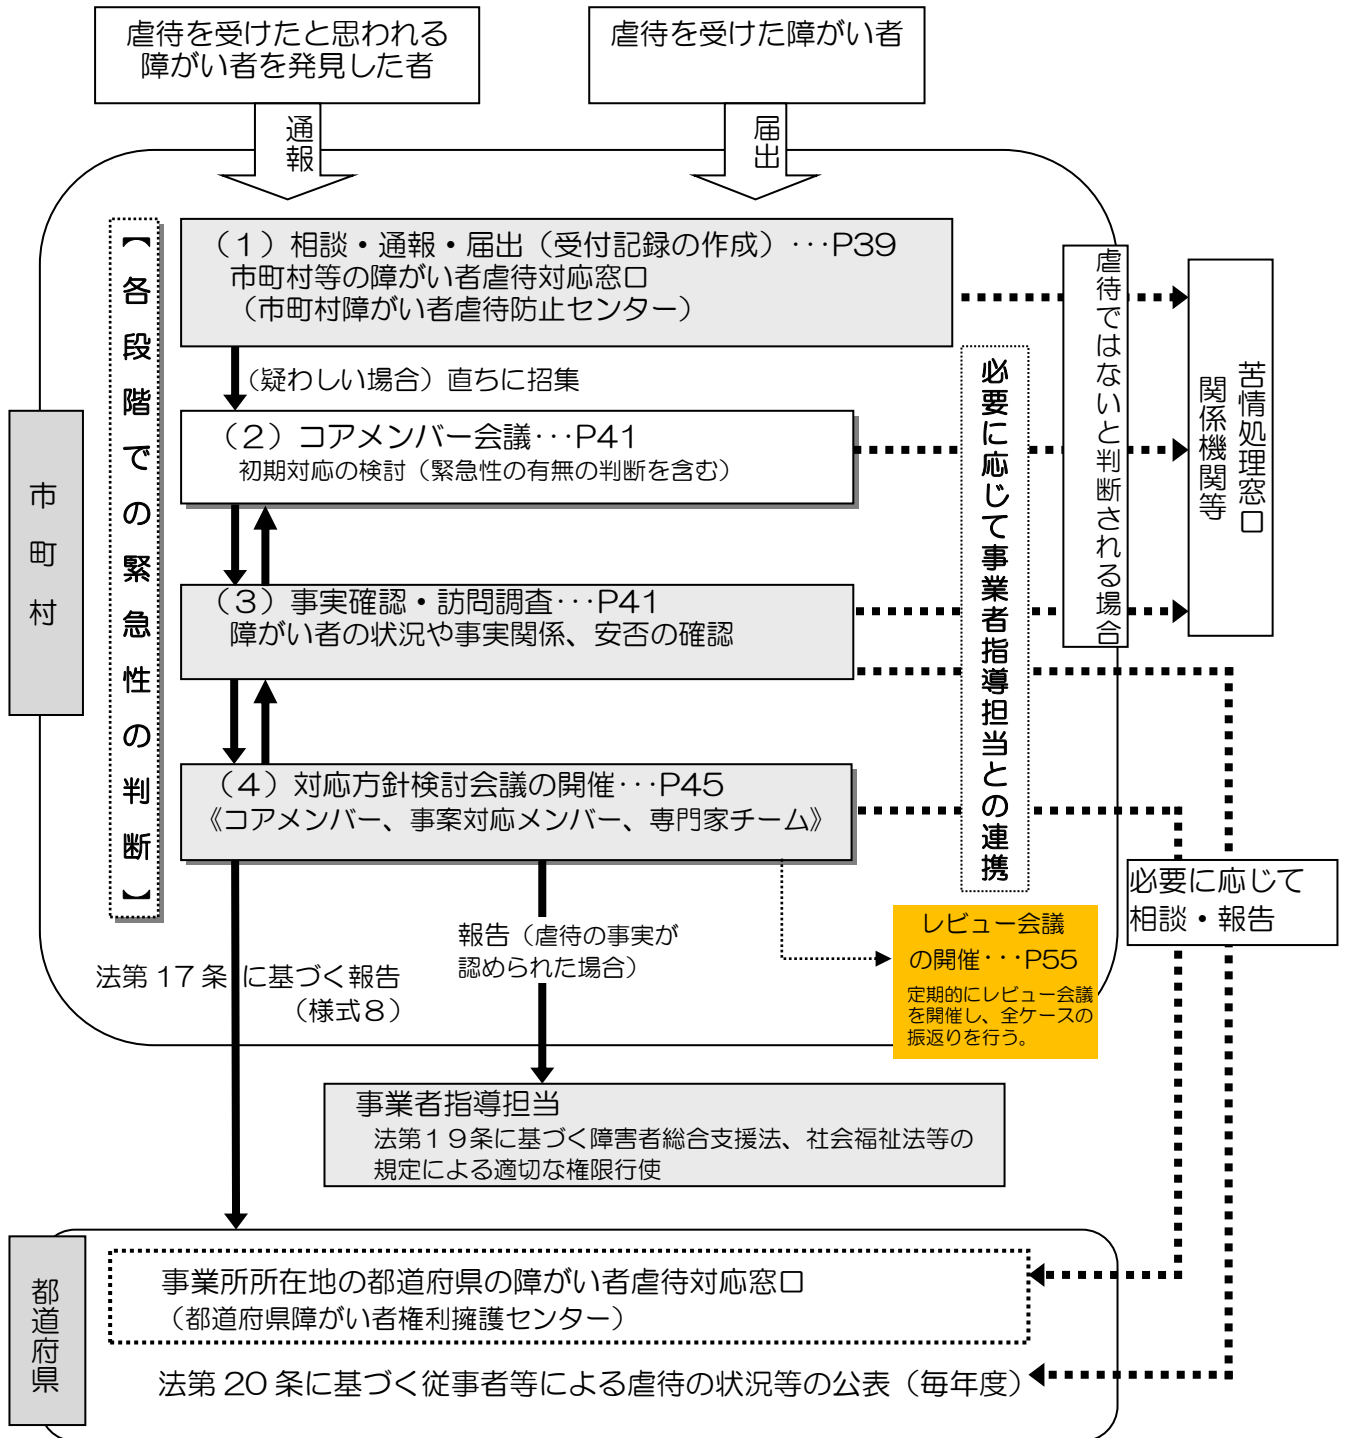 虐待を受けたと思われる
障がい者を発見した者
虐待を受けた障がい者
通報
届出
【各段階での緊急性の判断】
(1)相談・通報・届出(受付記録の作成)・・・P39
市町村等の障がい者虐待対応窓口
(市町村障がい者虐待防止センター)
(疑わしい場合)直ちに招集
(2)コアメンバー会議・・・P41
初期対応の検討(緊急性の有無の判断を含む)
(3)事実確認・訪問調査・・・P41
障がい者の状況や事実関係、安否の確認
(4)対応方針検討会議の開催・・・P45
《コアメンバー、事案対応メンバー、専門家チーム》
必要に応じて事業者指導担当との連携
虐待ではないと判断される場合
苦情処理窓口
関係機関等
市町村
必要に応じて
相談・報告
レビュー会議
の開催・・・P55
定期的にレビュー会議
を開催し、全ケースの
振返りを行う。
報告(虐待の事実が
認められた場合)
法第17条に基づく報告
(様式8)
事業者指導担当
法第19条に基づく障害者総合支援法、社会福祉法等の
規定による適切な権限行使
都道府県
事業所所在地の都道府県の障がい者虐待対応窓口
(都道府県障がい者権利擁護センター)
法第20条に基づく従事者等による虐待の状況等の公表(毎年度)